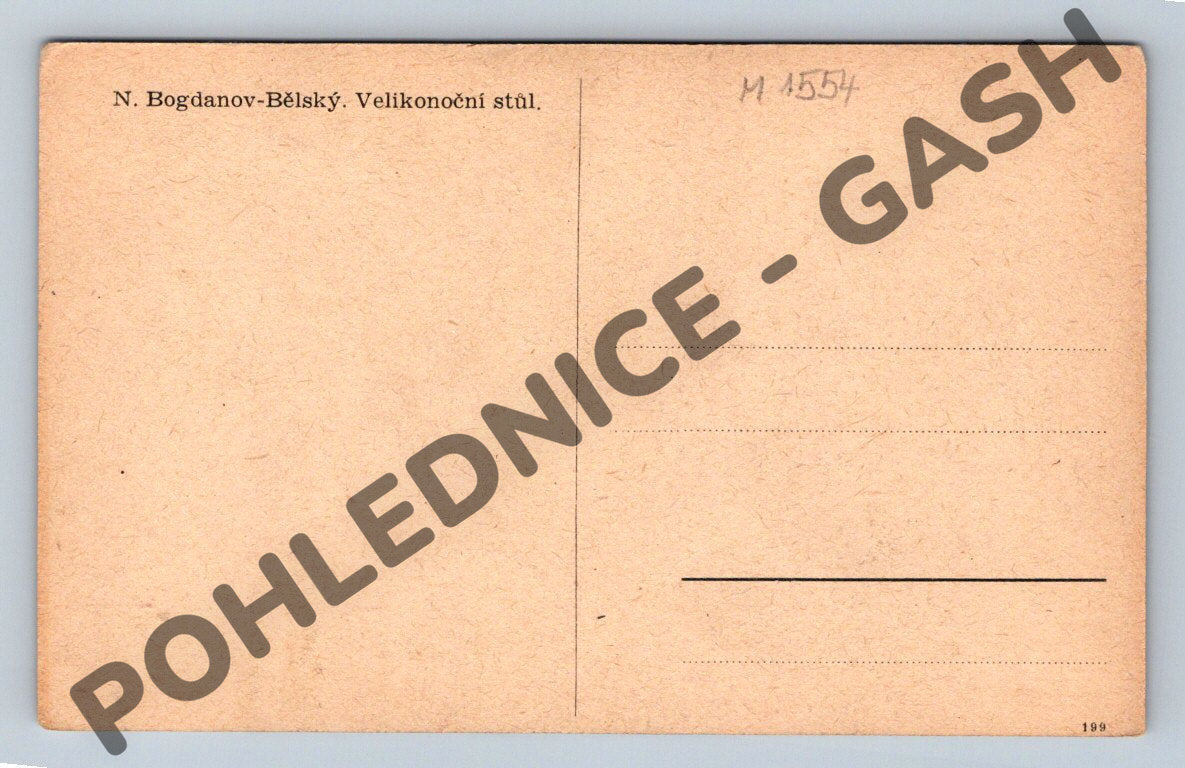 N. Bogdanov-Bělský. Velikonoční stůl.
M 1554
POHLEDNICE - GASH
199